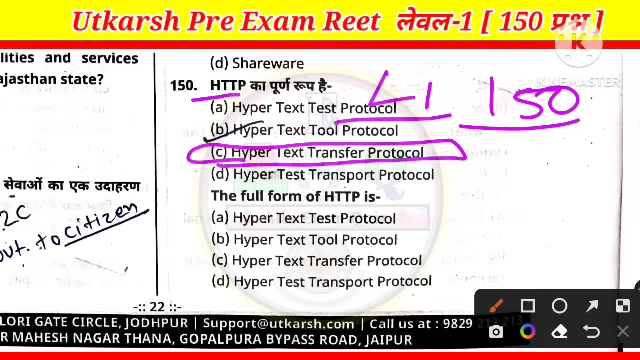 Utkarsh Pre Exam Reet लेवल-1 [ 150 प्रश्न ]
KINEMASTER
lities and services
ajasthan state?
सेवाओं का एक उदाहरण
2C
out. to citizen
(d) Shareware
150. HTTP का पूर्ण रूप है-
L1 150
(a) Hyper Text Test Protocol
(b) Hyper Text Tool Protocol
(c) Hyper Text Transfer Protocol
(d) Hyper Test Transport Protocol
The full form of HTTP is-
(a) Hyper Text Test Protocol
(b) Hyper Text Tool Protocol
(c) Hyper Text Transfer Protocol
(d) Hyper Test Transport Protocol
-:: 22 ::-
LORI GATE CIRCLE, JODHPUR | Support@utkarsh.com | Call us at : 9829 213 213
R MAHESH NAGAR THANA, GOPALPURA BYPASS ROAD, JAIPUR